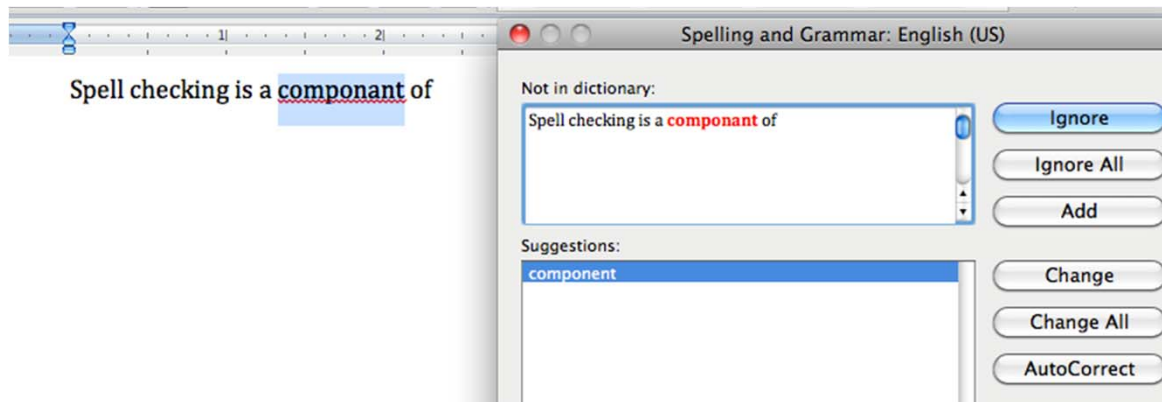 1 2
Spelling and Grammar: English (US)
Spell checking is a componant of
Not in dictionary:
Spell checking is a componant of
Ignore
Ignore All
Add
Suggestions:
component
Change
Change All
AutoCorrect